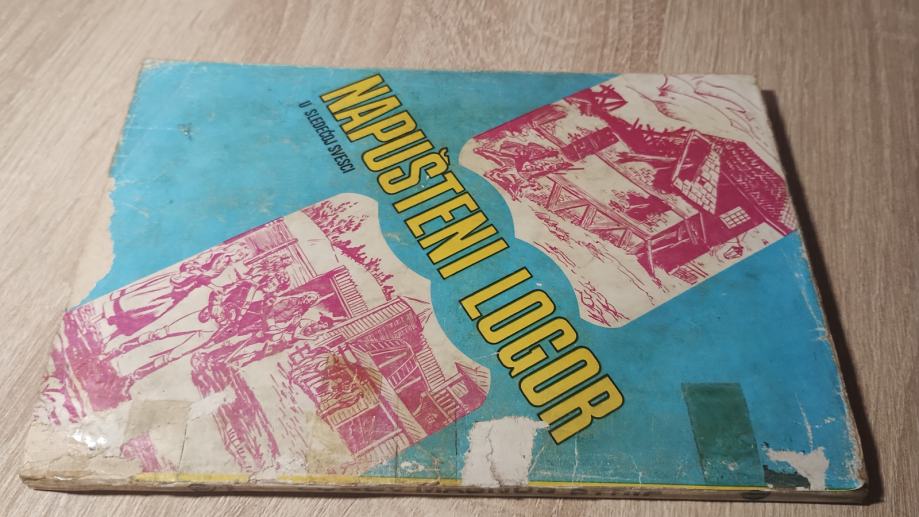 U SLEDEĆOJ SVESCI
NAPUŠTENI LOGOR